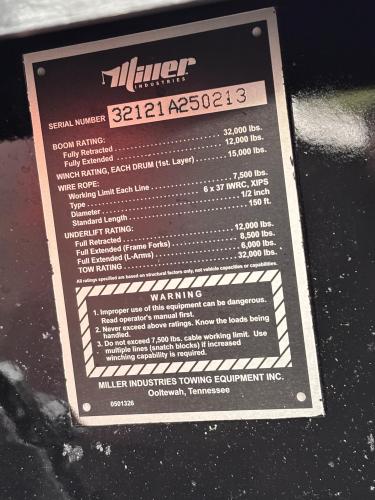 Miller
INDUSTRIES
SERIAL NUMBER 32121A250213
BOOM RATING:
Fully Retracted 32,000 lbs.
Fully Extended 12,000 lbs.
WINCH RATING, EACH DRUM (1st. Layer) 15,000 lbs.
WIRE ROPE:
Working Limit Each Line 7,500 lbs.
Type 6 x 37 IWRC, XIPS
Diameter 1/2 inch
Standard Length 150 ft.
UNDERLIFT RATING:
Full Retracted 12,000 lbs.
Full Extended (Frame Forks) 8,500 lbs.
Full Extended (L-Arms) 6,000 lbs.
TOW RATING 32,000 lbs.
All ratings specified are based on structural factors only, not vehicle capacities or capabilities.
WARNING
1. Improper use of this equipment can be dangerous.
Read operator's manual first.
2. Never exceed above ratings. Know the loads being
handled.
3. Do not exceed 7,500 lbs. cable working limit. Use
multiple lines (snatch blocks) if increased
winching capability is required.
MILLER INDUSTRIES TOWING EQUIPMENT INC.
Ooltewah, Tennessee
0501326